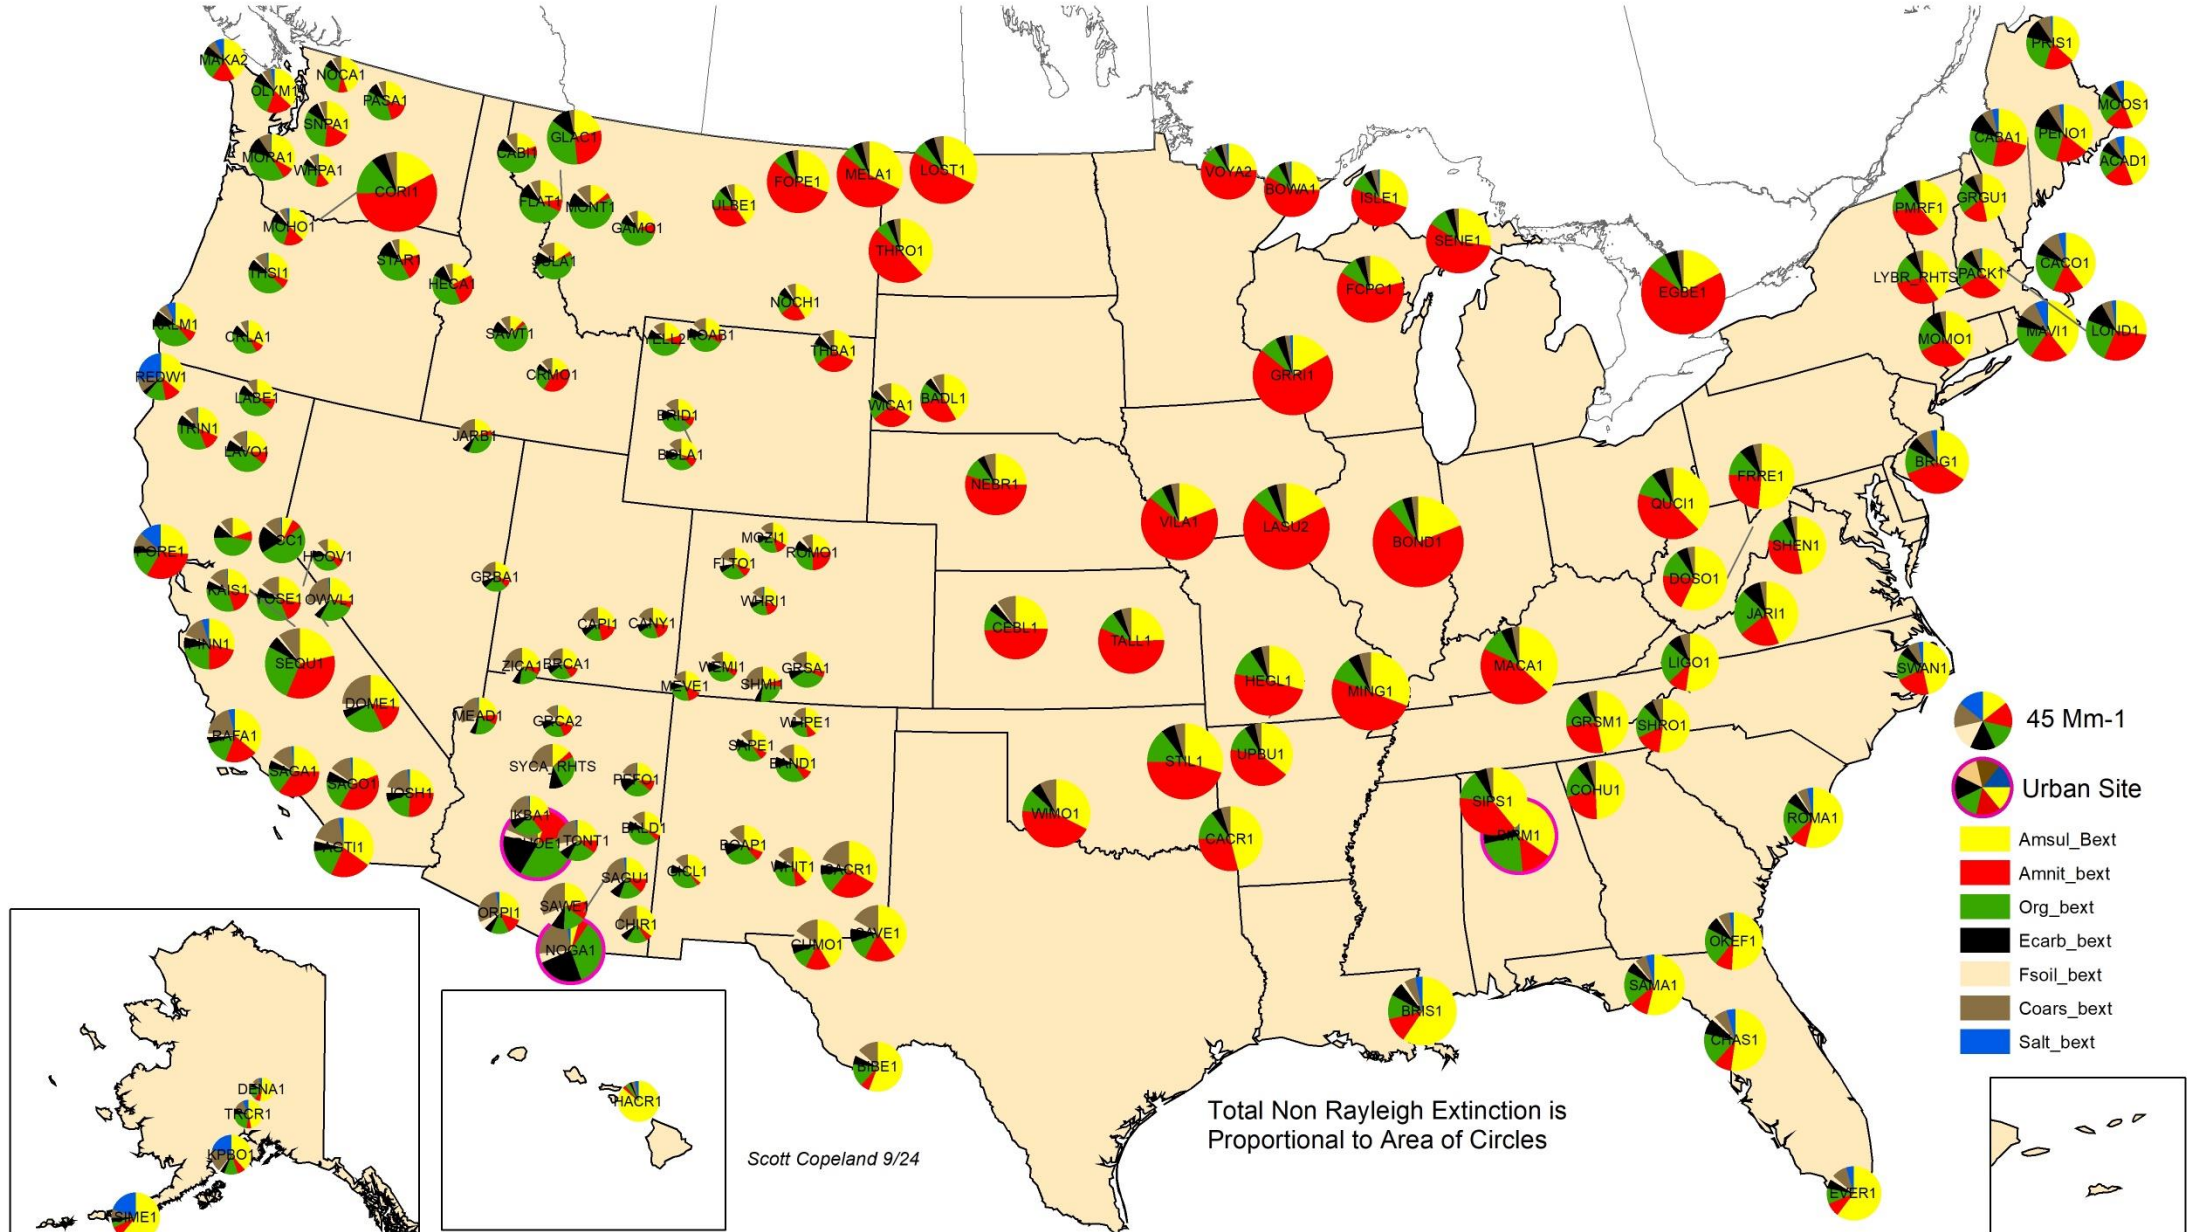 MAKA2
NOCA1
OLYM1
PASA1
SNPA1
MORA1
WHPA1
CORI1
MOHO1
THSI1
STAR1
HECA1
KALM1
CRLA1
REDW1
LABE1
TRIN1
LAVO1
CABI1
GLAC1
FLAT1
MONT1
GAMO1
SULA1
SAWT1
CRMO1
JARB1
ULBE1
FOPE1
MELA1
LOST1
THRO1
NOCH1
YELL2
NOAB1
THBA1
WICA1
BADL1
BRID1
BOLA1
NEBR1
VOYA2
BOWA1
ISLE1
SENE1
FCPC1
GRRI1
EGBE1
PRIS1
MOOS1
CABA1
PENO1
ACAD1
PMRF1
GRGU1
LYBR_RHTS
PACK1
CACO1
MOMO1
MAVI1
LOND1
BRIG1
VILA1
LASU2
BOND1
QUCI1
FRRE1
SHEN1
DOSO1
JARI1
PORE1
HOOV1
KAIS1
YOSE1
OWVL1
PINN1
SEQU1
DOME1
RAFA1
SAGA1
SAGO1
JOSH1
AGTI1
GRBA1
CAPI1
CANY1
ZICA1
BRCA1
MOZI1
ROMO1
FLTO1
WHRI1
MEVE1
WEMI1
SHMI1
GRSA1
CEBL1
TALL1
HEGL1
MING1
MACA1
LIGO1
SWAN1
MEAD1
GRCA2
SYCA_RHTS
PEFO1
WHPE1
SAPE1
BAND1
IKBA1
TONT1
BALD1
BOAP1
GICL1
WHIT1
SACR1
SAGU1
ORPI1
SAWE1
CHIR1
NOGA1
GUMO1
CAVE1
BIBE1
STIL1
UPBU1
WIMO1
CACR1
GRSM1
SHRO1
COHU1
SIPS1
BIRM1
ROMA1
OKEF1
SAMA1
CHAS1
BRIS1
EVER1
45 Mm-1
Urban Site
Amsul_Bext
Amnit_bext
Org_bext
Ecarb_bext
Fsoil_bext
Coars_bext
Salt_bext
DENA1
TRCR1
KPBO1
SIME1
HACR1
Scott Copeland 9/24
Total Non Rayleigh Extinction is
Proportional to Area of Circles